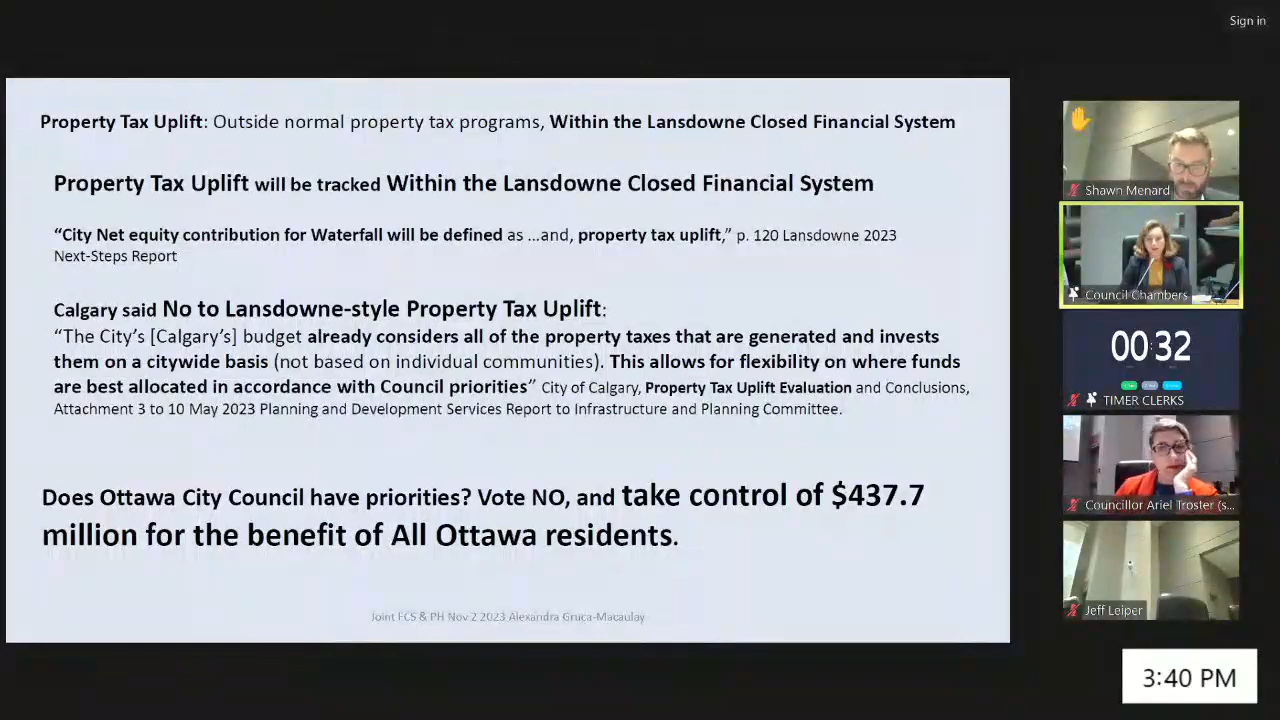 Sign in
Property Tax Uplift: Outside normal property tax programs, Within the Lansdowne Closed Financial System
Property Tax Uplift will be tracked Within the Lansdowne Closed Financial System
“City Net equity contribution for Waterfall will be defined as ...and, property tax uplift,” p. 120 Lansdowne 2023
Next-Steps Report
Calgary said No to Lansdowne-style Property Tax Uplift:
“The City’s [Calgary’s] budget already considers all of the property taxes that are generated and invests
them on a citywide basis (not based on individual communities). This allows for flexibility on where funds
are best allocated in accordance with Council priorities” City of Calgary, Property Tax Uplift Evaluation and Conclusions,
Attachment 3 to 10 May 2023 Planning and Development Services Report to Infrastructure and Planning Committee.
Does Ottawa City Council have priorities? Vote NO, and take control of $437.7
million for the benefit of All Ottawa residents.
Joint FCS & PH Nov 2 2023 Alexandra Gruca-Macaulay
Shawn Menard
Council Chambers
00:32
TIMER CLERKS
Councillor Ariel Troster (s...
Jeff Leiper
3:40 PM